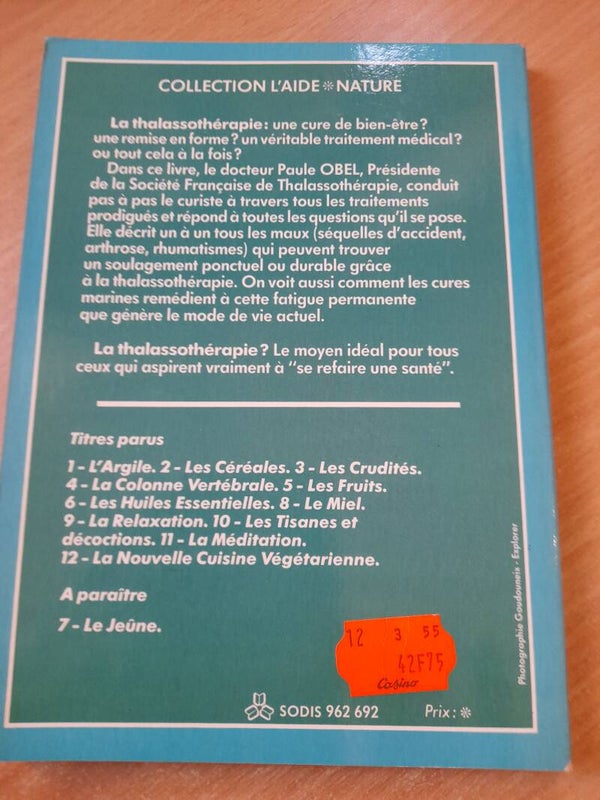 COLLECTION L'AIDE❊NATURE
La thalassothérapie : une cure de bien-être ?
une remise en forme ? un véritable traitement médical ?
ou tout cela à la fois ?
Dans ce livre, le docteur Paule OBEL, Présidente
de la Société Française de Thalassothérapie, conduit
pas à pas le curiste à travers tous les traitements
prodigués et répond à toutes les questions qu'il se pose.
Elle décrit un à un tous les maux (séquelles d'accident,
arthrose, rhumatismes) qui peuvent trouver
un soulagement ponctuel ou durable grâce
à la thalassothérapie. On voit aussi comment les cures
marines remédient à cette fatigue permanente
que génère le mode de vie actuel.
La thalassothérapie ? Le moyen idéal pour tous
ceux qui aspirent vraiment à "se refaire une santé".
Titres parus
1 - L'Argile. 2 - Les Céréales. 3 - Les Crudités.
4 - La Colonne Vertébrale. 5 - Les Fruits.
6 - Les Huiles Essentielles. 8 - Le Miel.
9 - La Relaxation. 10 - Les Tisanes et
décoctions. 11 - La Méditation.
12 - La Nouvelle Cuisine Végétarienne.
A paraître
7 - Le Jeûne.
12 3 55
42F75
Casino
SODIS 962 692
Prix : ❊
Photographie Goudouneix - Explorer